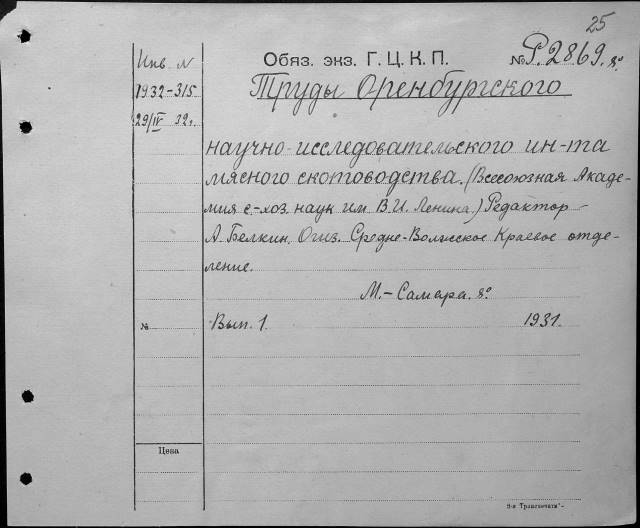 25
Инв. N
Обяз. экз. Г. Ц. К. П.
№ Р.2869. 8°
1932-315
29/IV 32 г.
Труды Оренбургского
научно-исследовательского ин-та
мясного скотоводства. (Всесоюзная Акаде-
мия с.-хоз. наук им В.И. Ленина.) Редактор
А. Белкин. Огиз. Средне-Волжское Краевое отде-
ление.
М.-Самара. 8°
№ Вып. 1. 1931.
Цена
9-я Транспечати